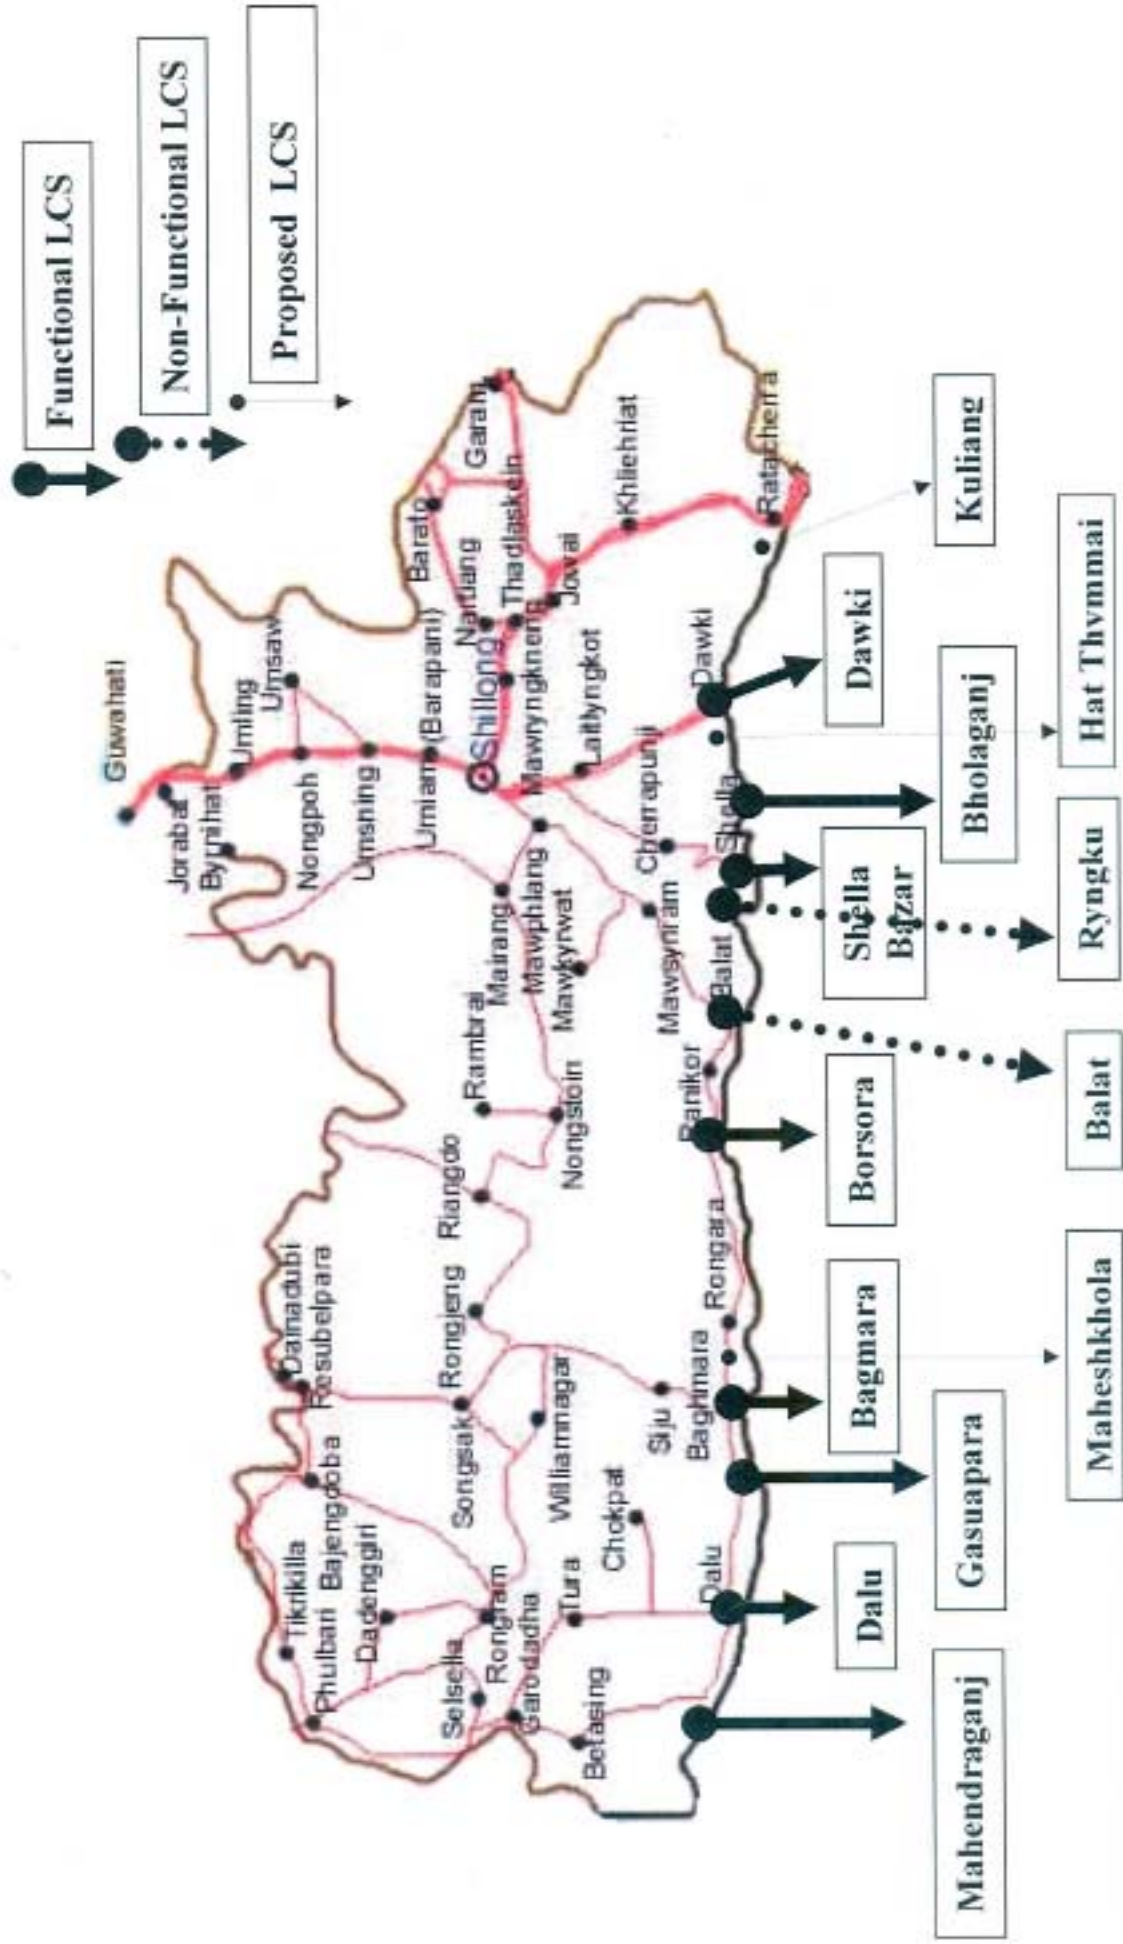 Functional LCS
Non-Functional LCS
Proposed LCS
Guwahati
Jorabat
Byrnihat
Umling
Umsaw
Nongpoh
Umsning
Umiam (Barapani)
Shillong
Barato
Garam
Nartiang
Thadlaskein
Mawryngkneng
Jowai
Khliehriat
Ratacherra
Laitlyngkot
Dawki
Cherrapunji
Shella
Mairang
Mawphlang
Mawkyrwat
Mawsynram
Balat
Rambrai
Nongstoin
Ranikor
Riangdo
Rongjeng
Rongara
Dainadubi
Resubelpara
Songsak
Williamnagar
Siju
Baghmara
Bajengdoba
Tikrikilla
Phulbari
Dadenggiri
Selsella
Rongram
Garodadha
Tura
Chokpat
Dalu
Betasing
Mahendraganj
Dalu
Gasuapara
Bagmara
Maheshkhola
Borsora
Balat
Shella
Bazar
Ryngku
Bholaganj
Hat Thymmai
Dawki
Kuliang